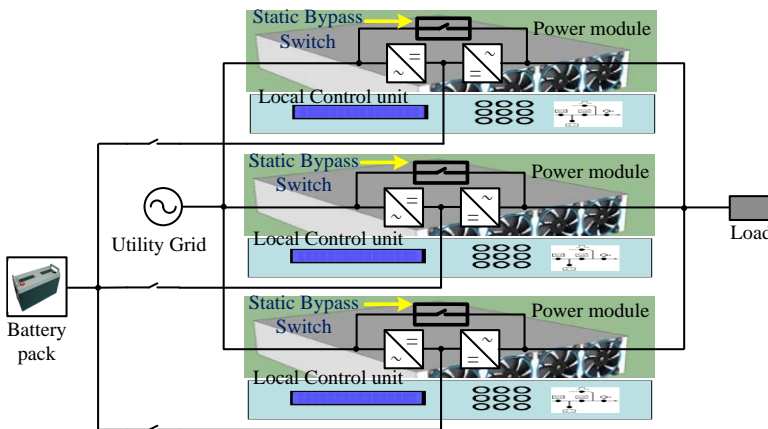 Static Bypass
Switch
Power module
Local Control unit
Static Bypass
Switch
Power module
Utility Grid
Local Control unit
Load
Battery
pack
Static Bypass
Switch
Power module
Local Control unit